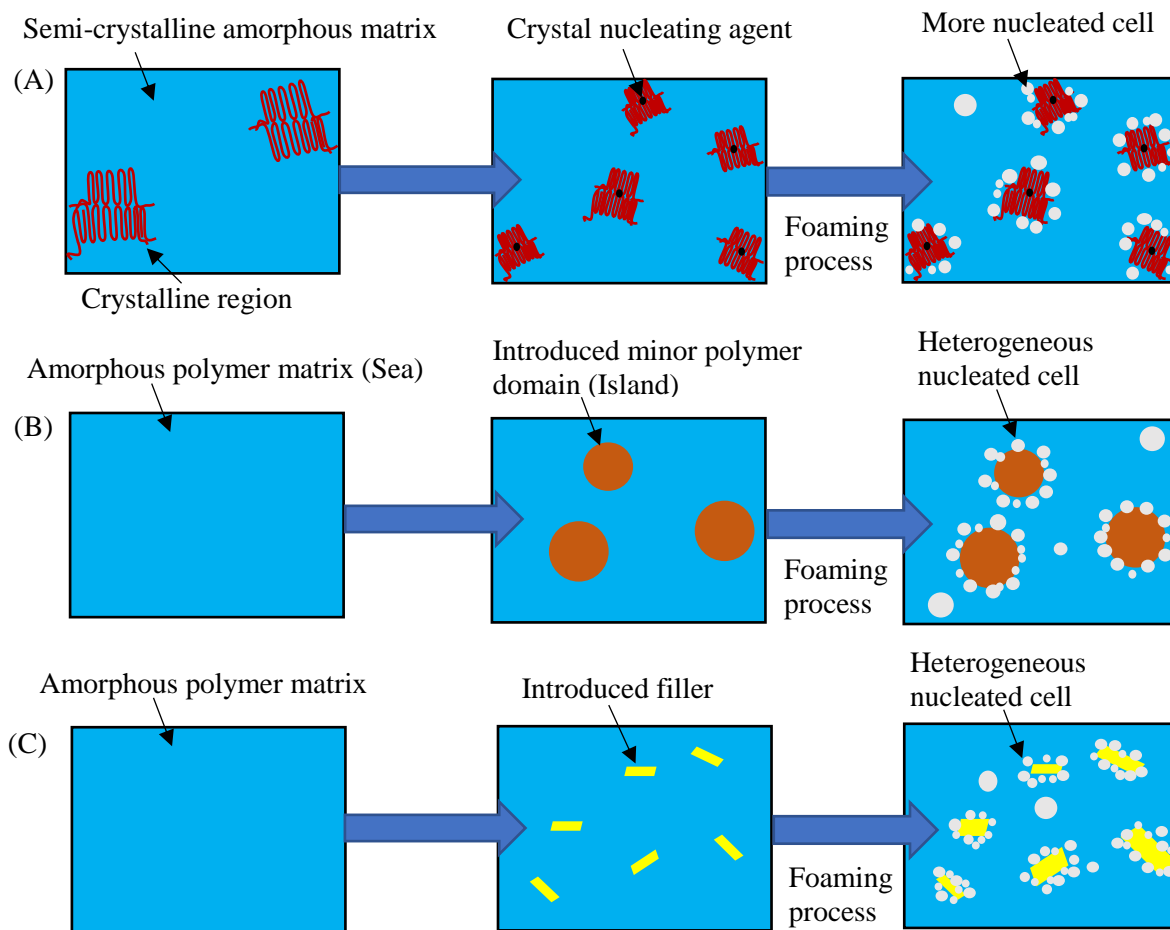 Semi-crystalline amorphous matrix
Crystal nucleating agent
More nucleated cell
(A)
Foaming
process
Crystalline region
Amorphous polymer matrix (Sea)
Introduced minor polymer
domain (Island)
Heterogeneous
nucleated cell
(B)
Foaming
process
Amorphous polymer matrix
Introduced filler
Heterogeneous
nucleated cell
(C)
Foaming
process